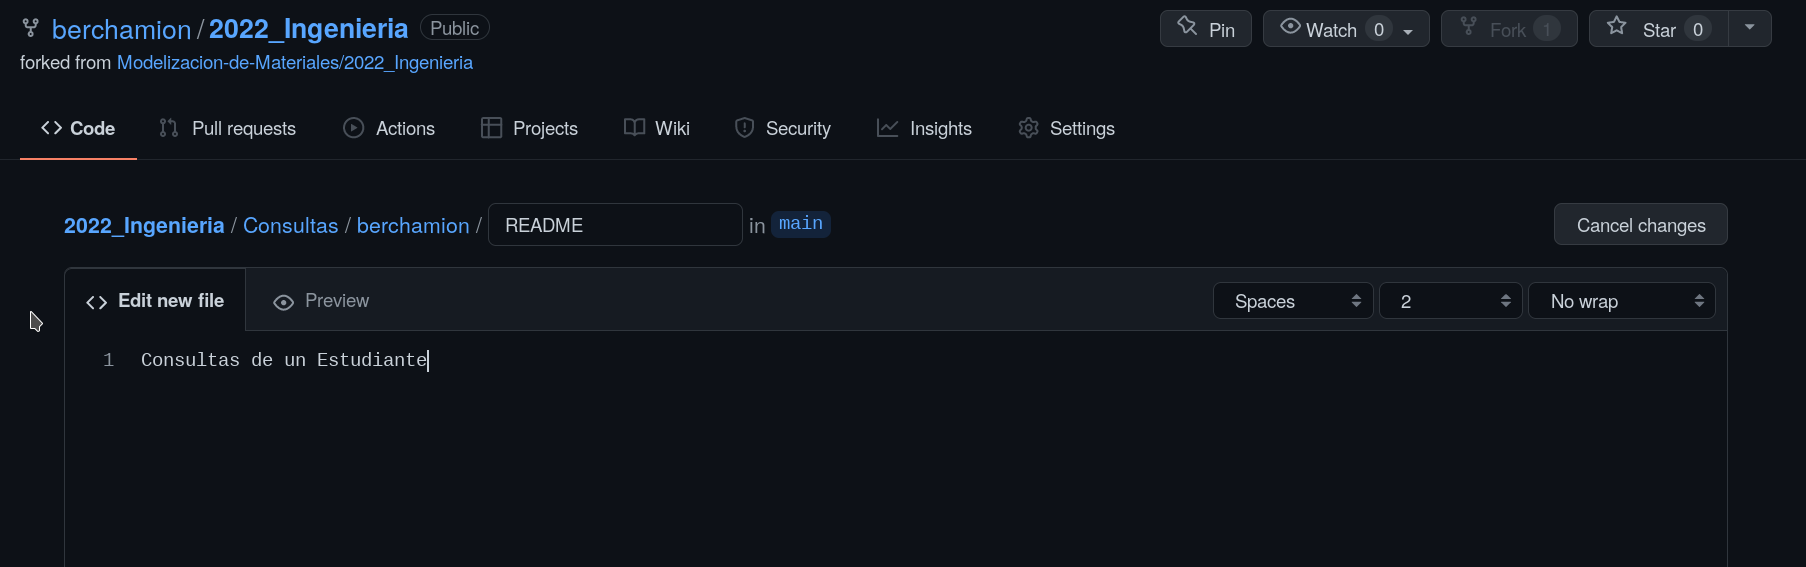 berchamion / 2022_Ingenieria Public Pin Watch 0 Fork 1 Star 0
forked from Modelizacion-de-Materiales/2022_Ingenieria
Code Pull requests Actions Projects Wiki Security Insights Settings
2022_Ingenieria / Consultas / berchamion / README in main Cancel changes
Edit new file Preview Spaces 2 No wrap
1 Consultas de un Estudiante